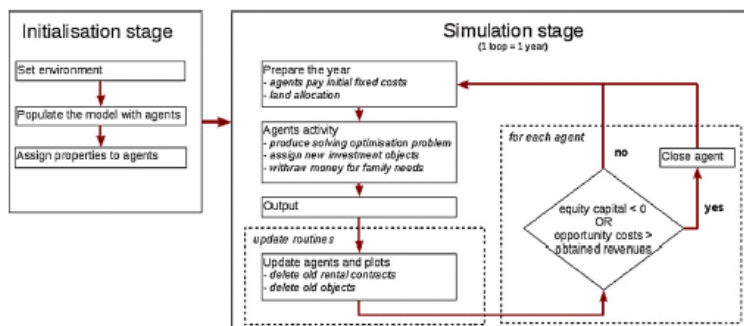 Initialisation stage
Set environment
Populate the model with agents
Assign properties to agents
Simulation stage
(1 loop = 1 year)
Prepare the year
- agents pay initial fixed costs
- land allocation
Agents activity
- produce solving optimisation problem
- assign new investment objects
- withraw money for family needs
Output
update routines
Update agents and plots
- delete old rental contracts
- delete old objects
for each agent
no
Close agent
yes
equity capital < 0
OR
opportunity costs >
obtained revenues